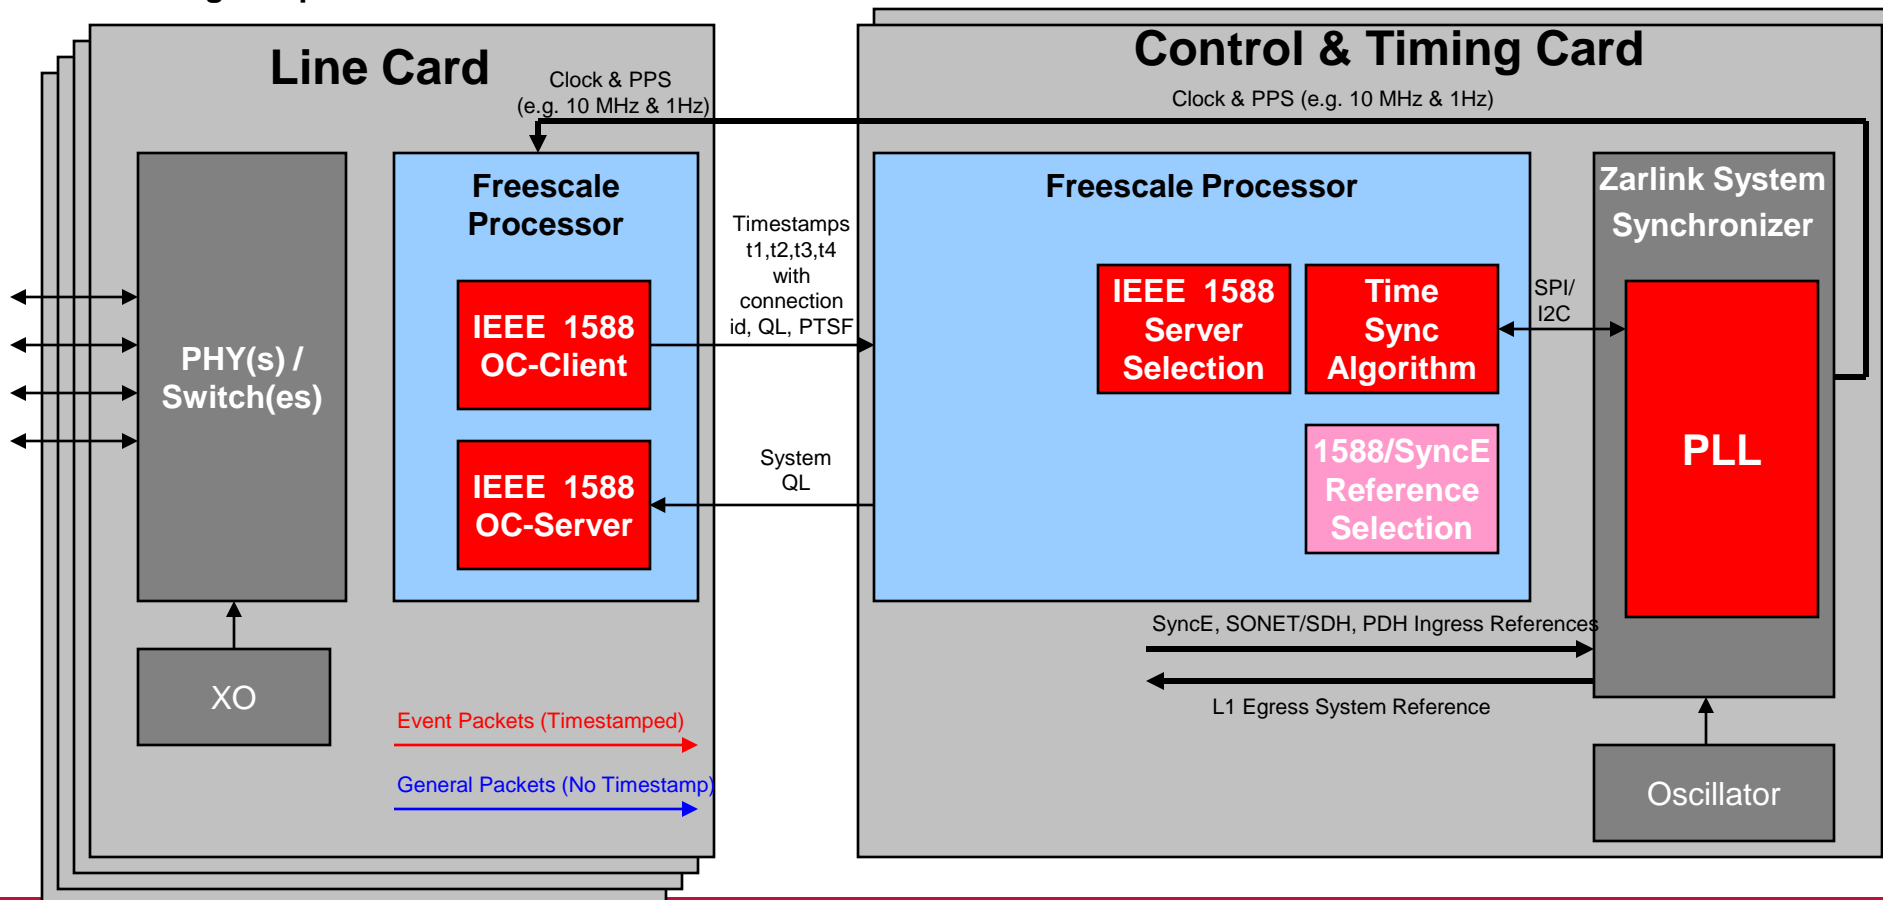 Line Card
Control & Timing Card
Clock & PPS
(e.g. 10 MHz & 1Hz)
Clock & PPS (e.g. 10 MHz & 1Hz)
PHY(s) /
Switch(es)
XO
Freescale
Processor
IEEE 1588
OC-Client
IEEE 1588
OC-Server
Event Packets (Timestamped)
General Packets (No Timestamp)
Timestamps
t1,t2,t3,t4
with
connection
id, QL, PTSF
System
QL
Freescale Processor
IEEE 1588
Server
Selection
Time
Sync
Algorithm
1588/SyncE
Reference
Selection
SPI/
I2C
Zarlink System
Synchronizer
PLL
SyncE, SONET/SDH, PDH Ingress References
L1 Egress System Reference
Oscillator